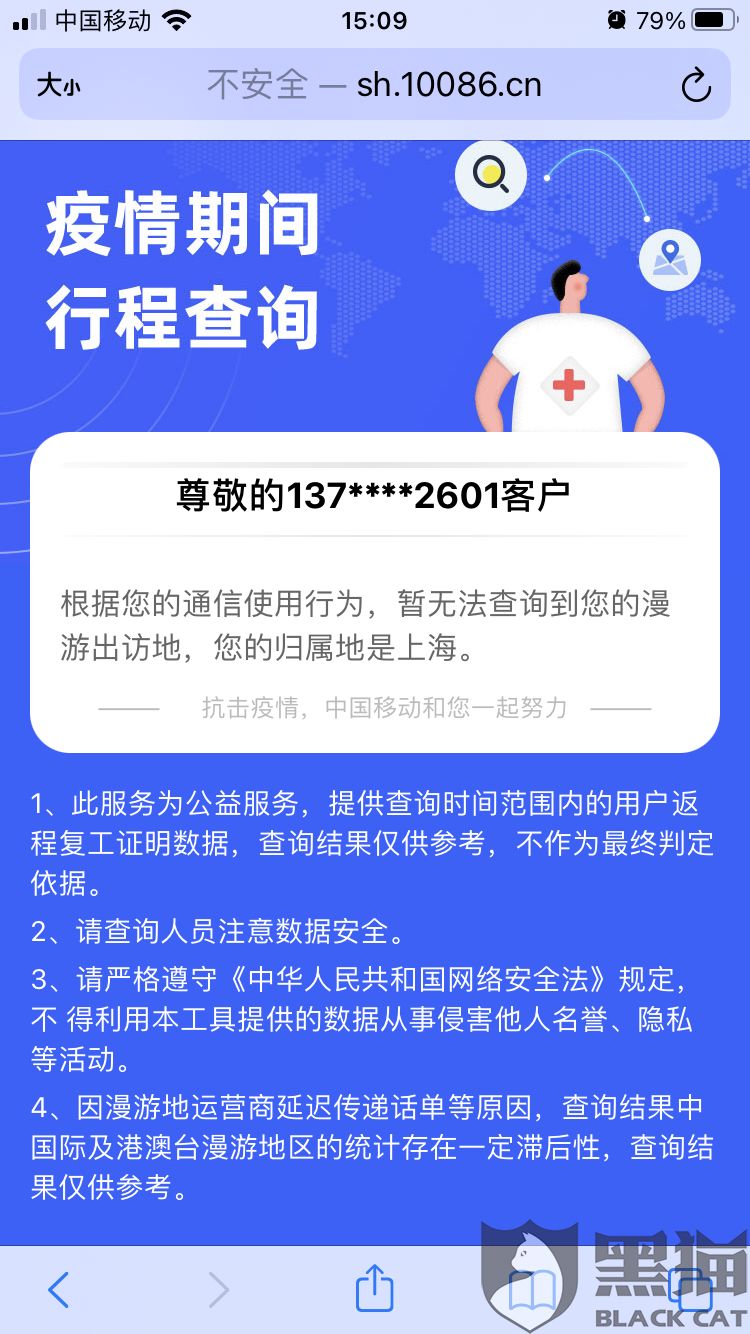 中国移动
15:09
79%
大小
不安全 — sh.10086.cn
疫情期间
行程查询
尊敬的137****2601客户
根据您的通信使用行为，暂无法查询到您的漫
游出访地，您的归属地是上海。
抗击疫情，中国移动和您一起努力
1、此服务为公益服务，提供查询时间范围内的用户返
程复工证明数据，查询结果仅供参考，不作为最终判定
依据。
2、请查询人员注意数据安全。
3、请严格遵守《中华人民共和国网络安全法》规定，
不 得利用本工具提供的数据从事侵害他人名誉、隐私
等活动。
4、因漫游地运营商延迟传递话单等原因，查询结果中
国际及港澳台漫游地区的统计存在一定滞后性，查询结
果仅供参考。
黑猫
BLACK CAT